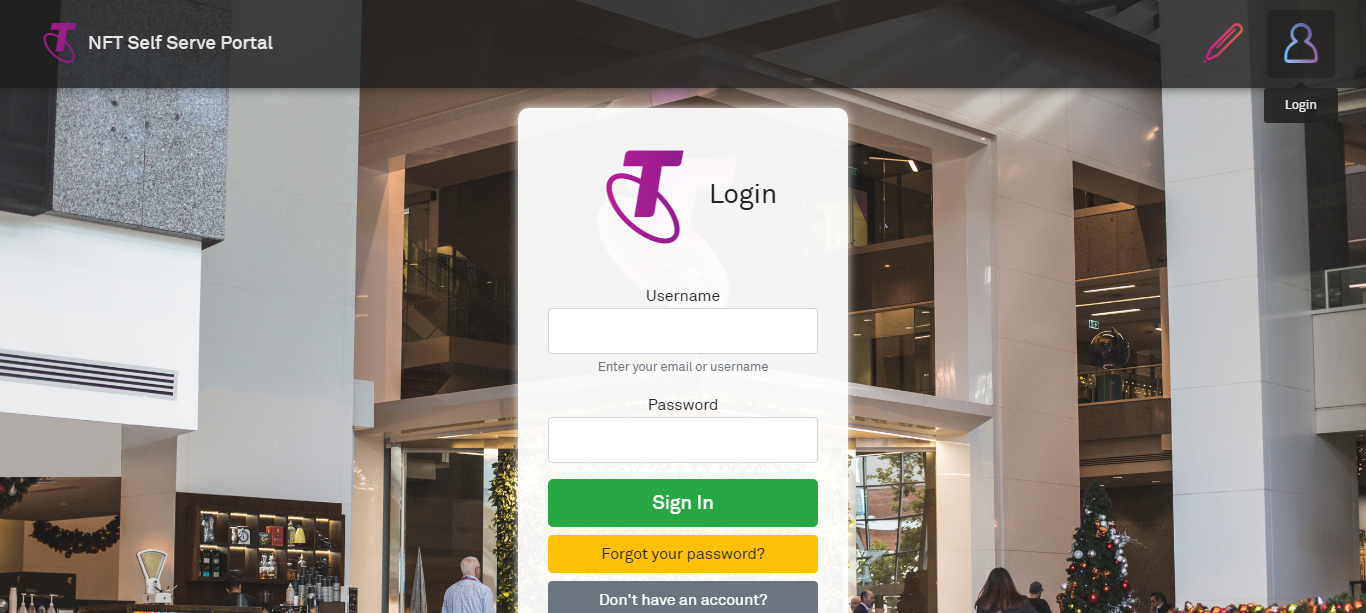 NFT Self Serve Portal
Login
Login
Username
Enter your email or username
Password
Sign In
Forgot your password?
Don't have an account?